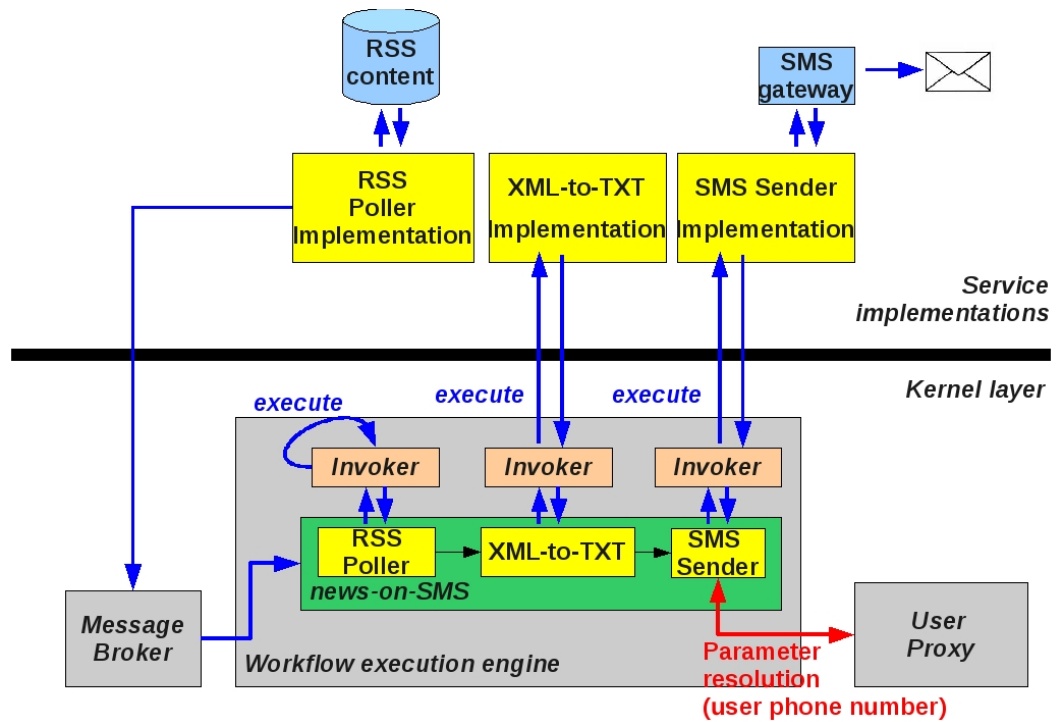 RSS
content
SMS
gateway
RSS
Poller
Implementation
XML-to-TXT
Implementation
SMS Sender
Implementation
Service
implementations
Kernel layer
execute
execute
execute
Invoker
Invoker
Invoker
RSS
Poller
XML-to-TXT
SMS
Sender
news-on-SMS
Message
Broker
Workflow execution engine
User
Proxy
Parameter
resolution
(user phone number)